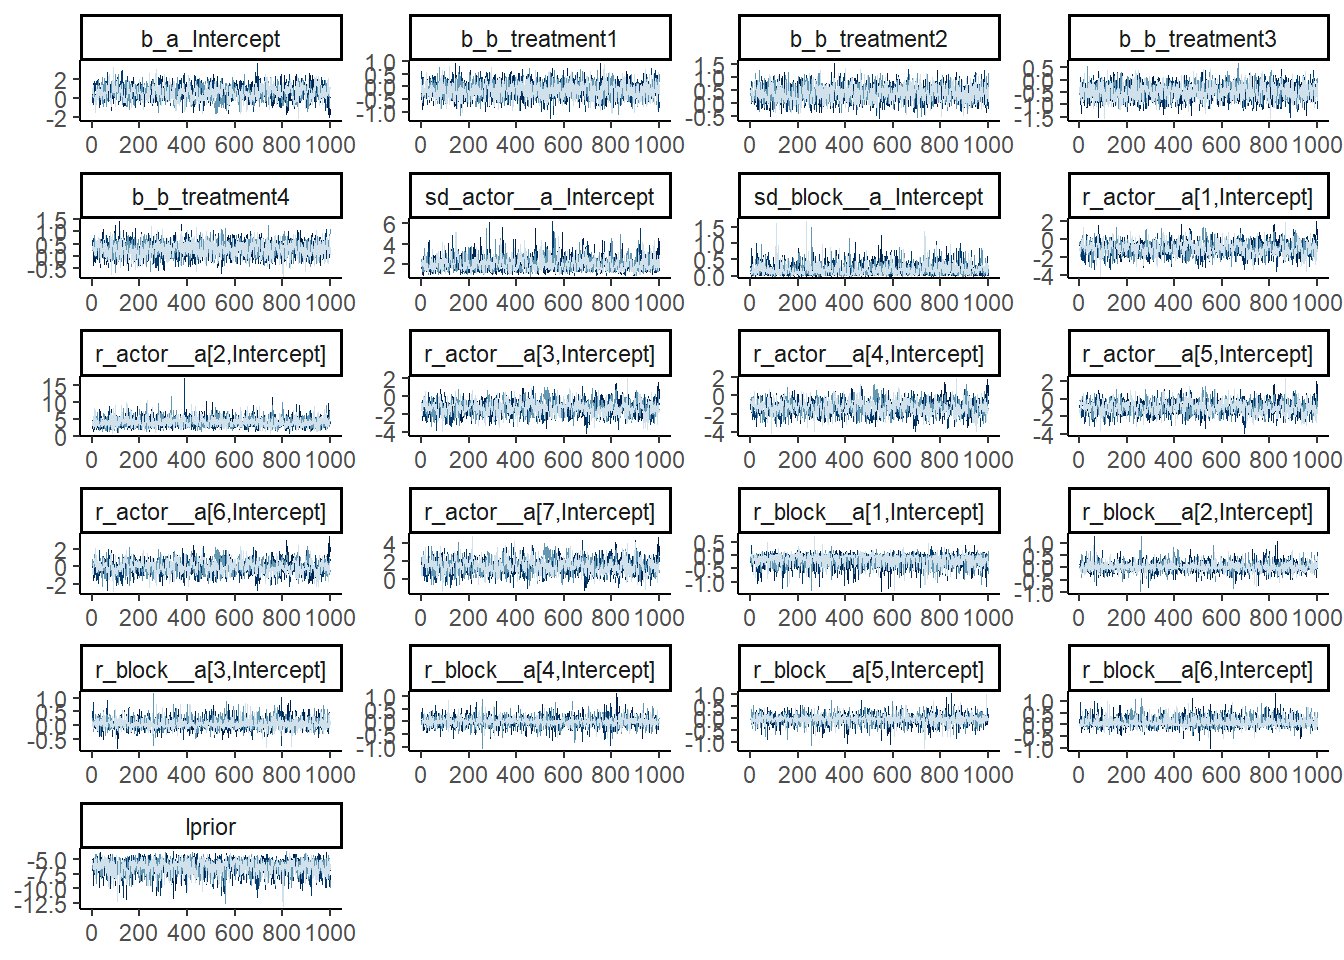 b_a_Intercept b_b_treatment1 b_b_treatment2 b_b_treatment3
2 0 -2 1.0 0.5 0.0 -0.5 -1.0 1.5 1.0 0.5 0.0 -0.5 0.5 0.0 -0.5 -1.0 -1.5
0 200 400 600 800 1000 0 200 400 600 800 1000 0 200 400 600 800 1000 0 200 400 600 800 1000
b_b_treatment4 sd_actor__a_Intercept sd_block__a_Intercept r_actor__a[1,Intercept]
1.5 1.0 0.5 0.0 -0.5 6 4 2 1.5 1.0 0.5 0.0 2 0 -2 -4
0 200 400 600 800 1000 0 200 400 600 800 1000 0 200 400 600 800 1000 0 200 400 600 800 1000
r_actor__a[2,Intercept] r_actor__a[3,Intercept] r_actor__a[4,Intercept] r_actor__a[5,Intercept]
15 10 5 0 2 0 -2 -4 2 0 -2 -4 2 0 -2 -4
0 200 400 600 800 1000 0 200 400 600 800 1000 0 200 400 600 800 1000 0 200 400 600 800 1000
r_actor__a[6,Intercept] r_actor__a[7,Intercept] r_block__a[1,Intercept] r_block__a[2,Intercept]
2 0 -2 4 2 0 0.5 0.0 -0.5 -1.0 1.0 0.5 0.0 -0.5 -1.0
0 200 400 600 800 1000 0 200 400 600 800 1000 0 200 400 600 800 1000 0 200 400 600 800 1000
r_block__a[3,Intercept] r_block__a[4,Intercept] r_block__a[5,Intercept] r_block__a[6,Intercept]
1.0 0.5 0.0 -0.5 1.0 0.5 0.0 -0.5 -1.0 1.0 0.5 0.0 -0.5 -1.0 1.0 0.5 0.0 -0.5 -1.0
0 200 400 600 800 1000 0 200 400 600 800 1000 0 200 400 600 800 1000 0 200 400 600 800 1000
lprior
-5.0 -7.5 -10.0 -12.5
0 200 400 600 800 1000